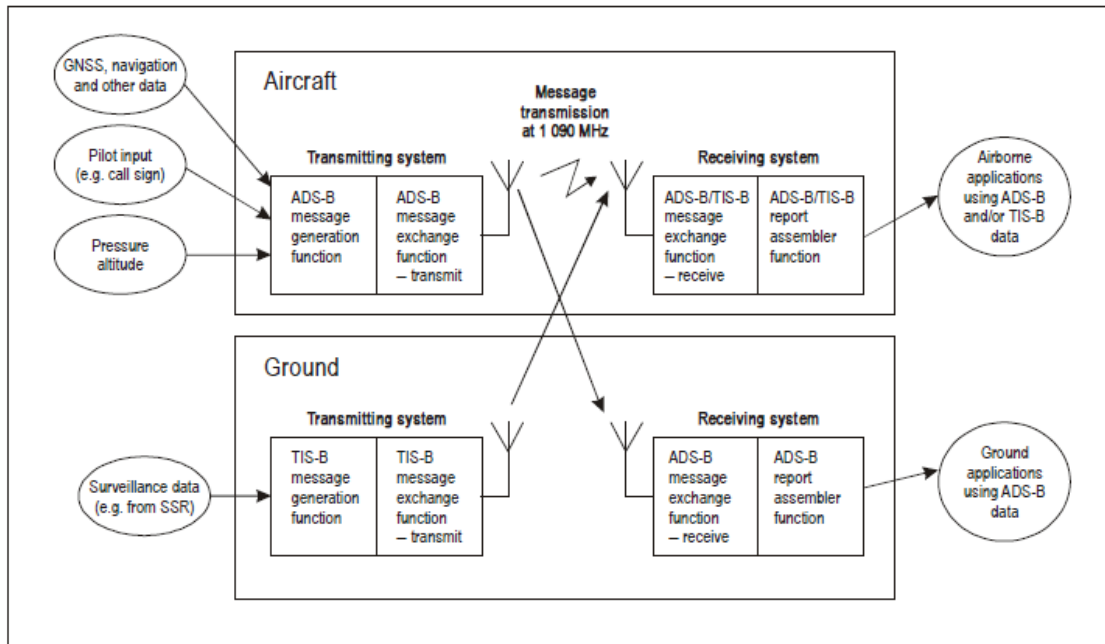 GNSS, navigation
and other data
Pilot input
(e.g. call sign)
Pressure
altitude
Aircraft
Message
transmission
at 1 090 MHz
Transmitting system
ADS-B
message
generation
function
ADS-B
message
exchange
function
– transmit
Receiving system
ADS-B/TIS-B
message
exchange
function
– receive
ADS-B/TIS-B
report
assembler
function
Airborne
applications
using ADS-B
and/or TIS-B
data
Ground
Surveillance data
(e.g. from SSR)
Transmitting system
TIS-B
message
generation
function
TIS-B
message
exchange
function
– transmit
Receiving system
ADS-B
message
exchange
function
– receive
ADS-B
report
assembler
function
Ground
applications
using ADS-B
data